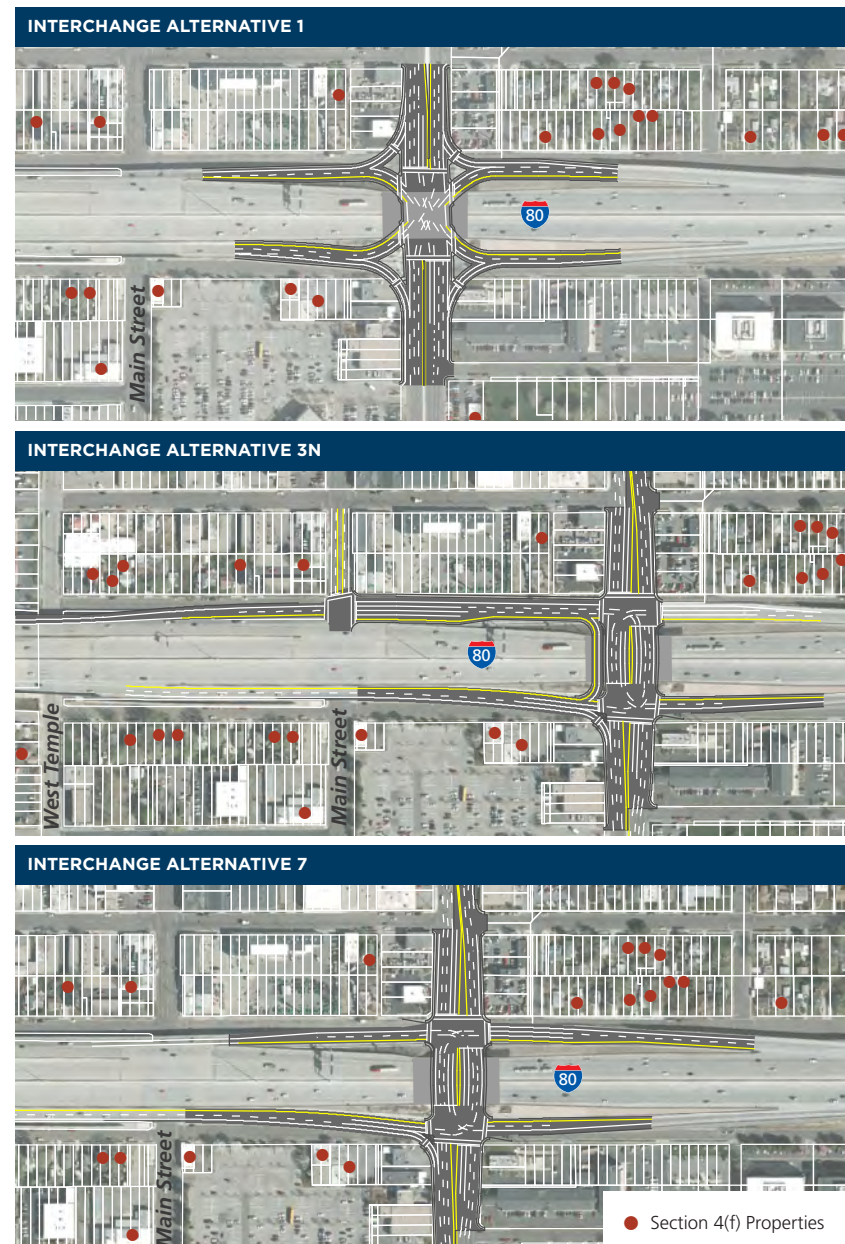 INTERCHANGE ALTERNATIVE 1
80
Main Street
INTERCHANGE ALTERNATIVE 3N
80
West Temple
Main Street
INTERCHANGE ALTERNATIVE 7
80
Main Street
Section 4(f) Properties